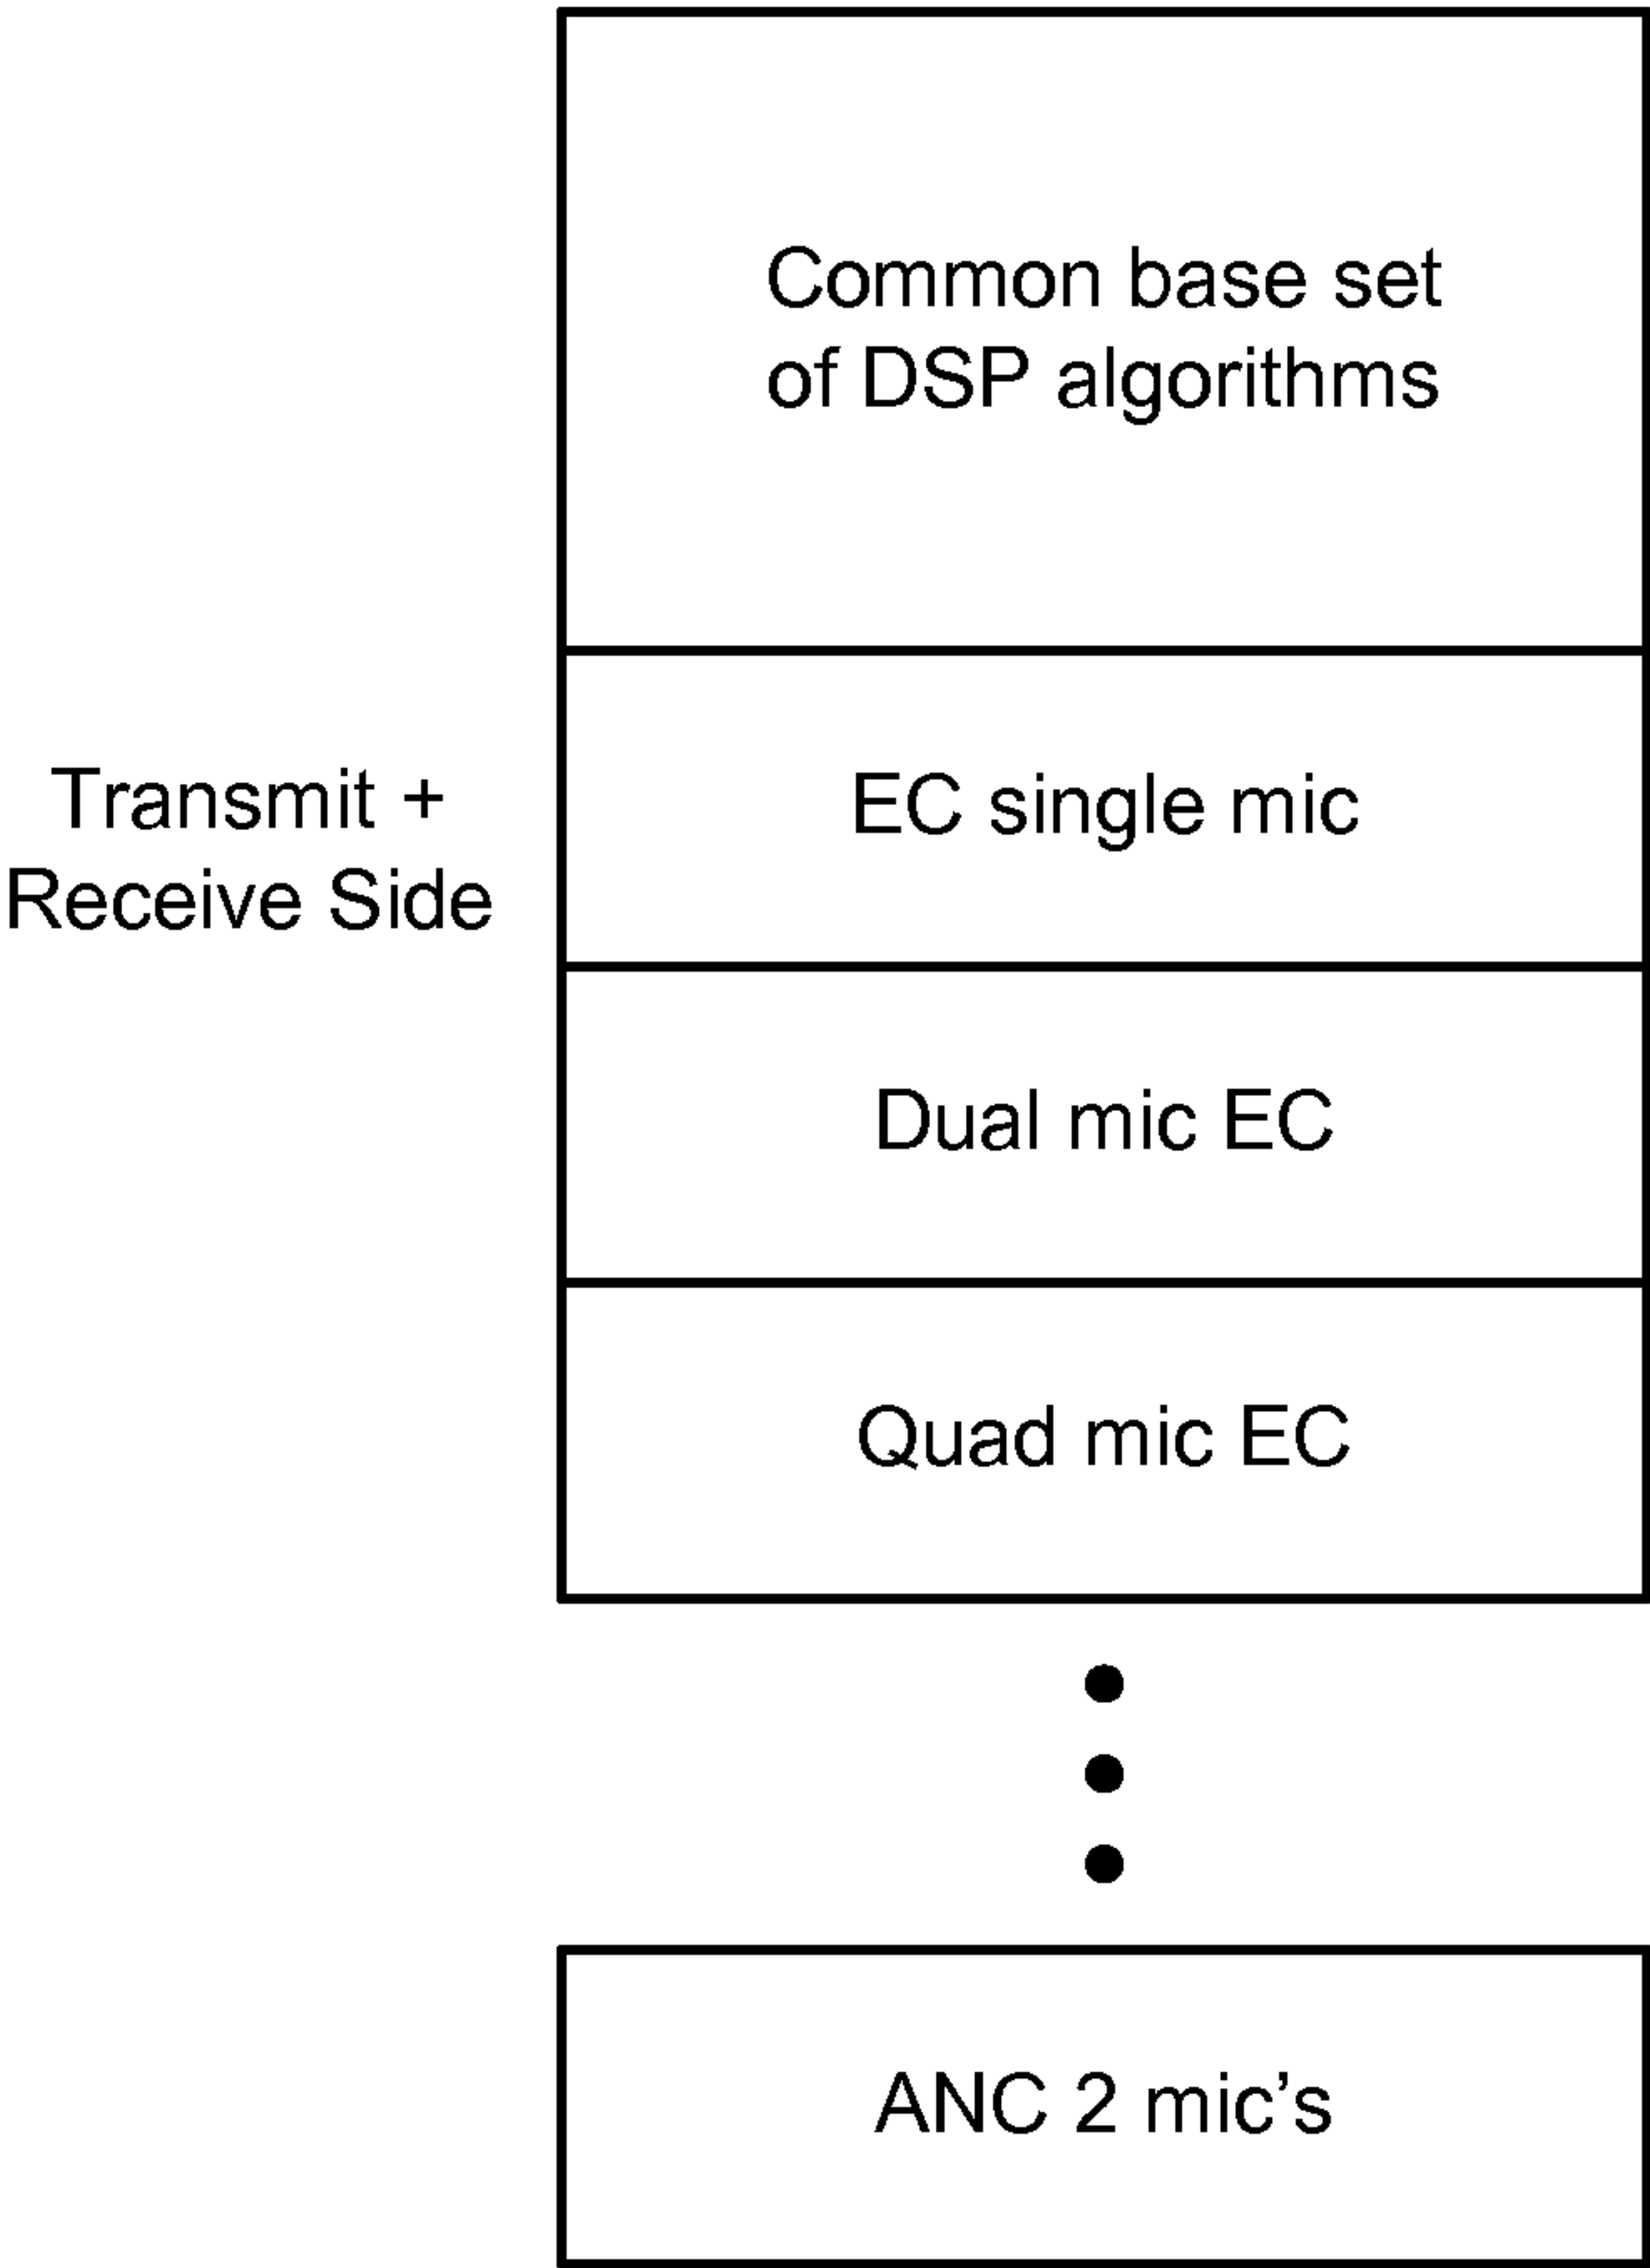 Common base set
of DSP algorithms
Transmit +
Receive Side
EC single mic
Dual mic EC
Quad mic EC
ANC 2 mic’s